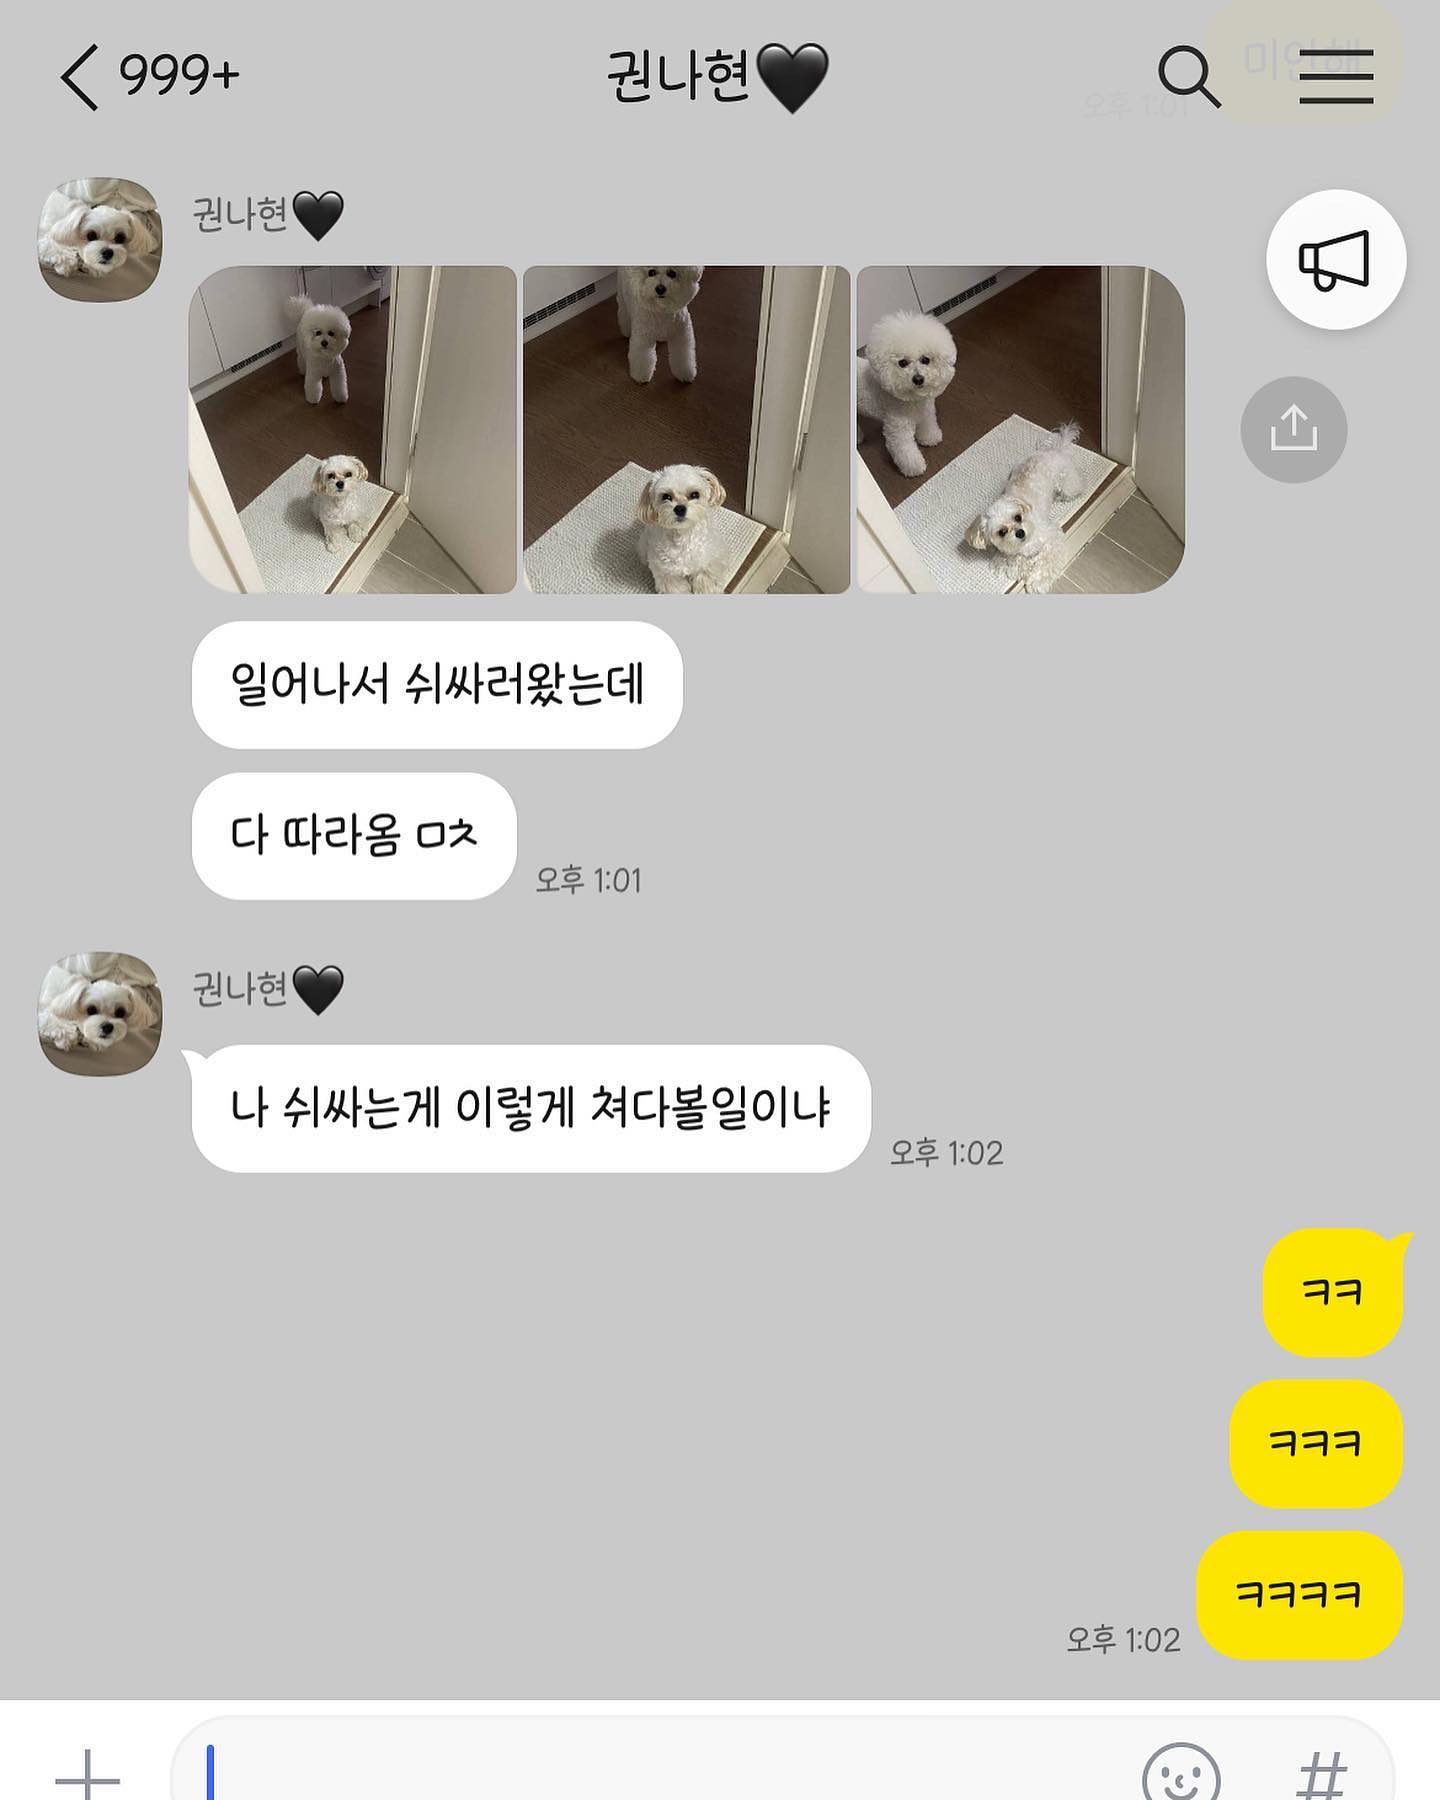 999+
권나현🖤
미안해
오후 1:01
권나현🖤
일어나서 쉬싸러왔는데
다 따라옴 ㅁㅊ
오후 1:01
권나현🖤
나 쉬싸는게 이렇게 쳐다볼일이냐
오후 1:02
ㅋㅋ
ㅋㅋㅋ
ㅋㅋㅋㅋ
오후 1:02
#